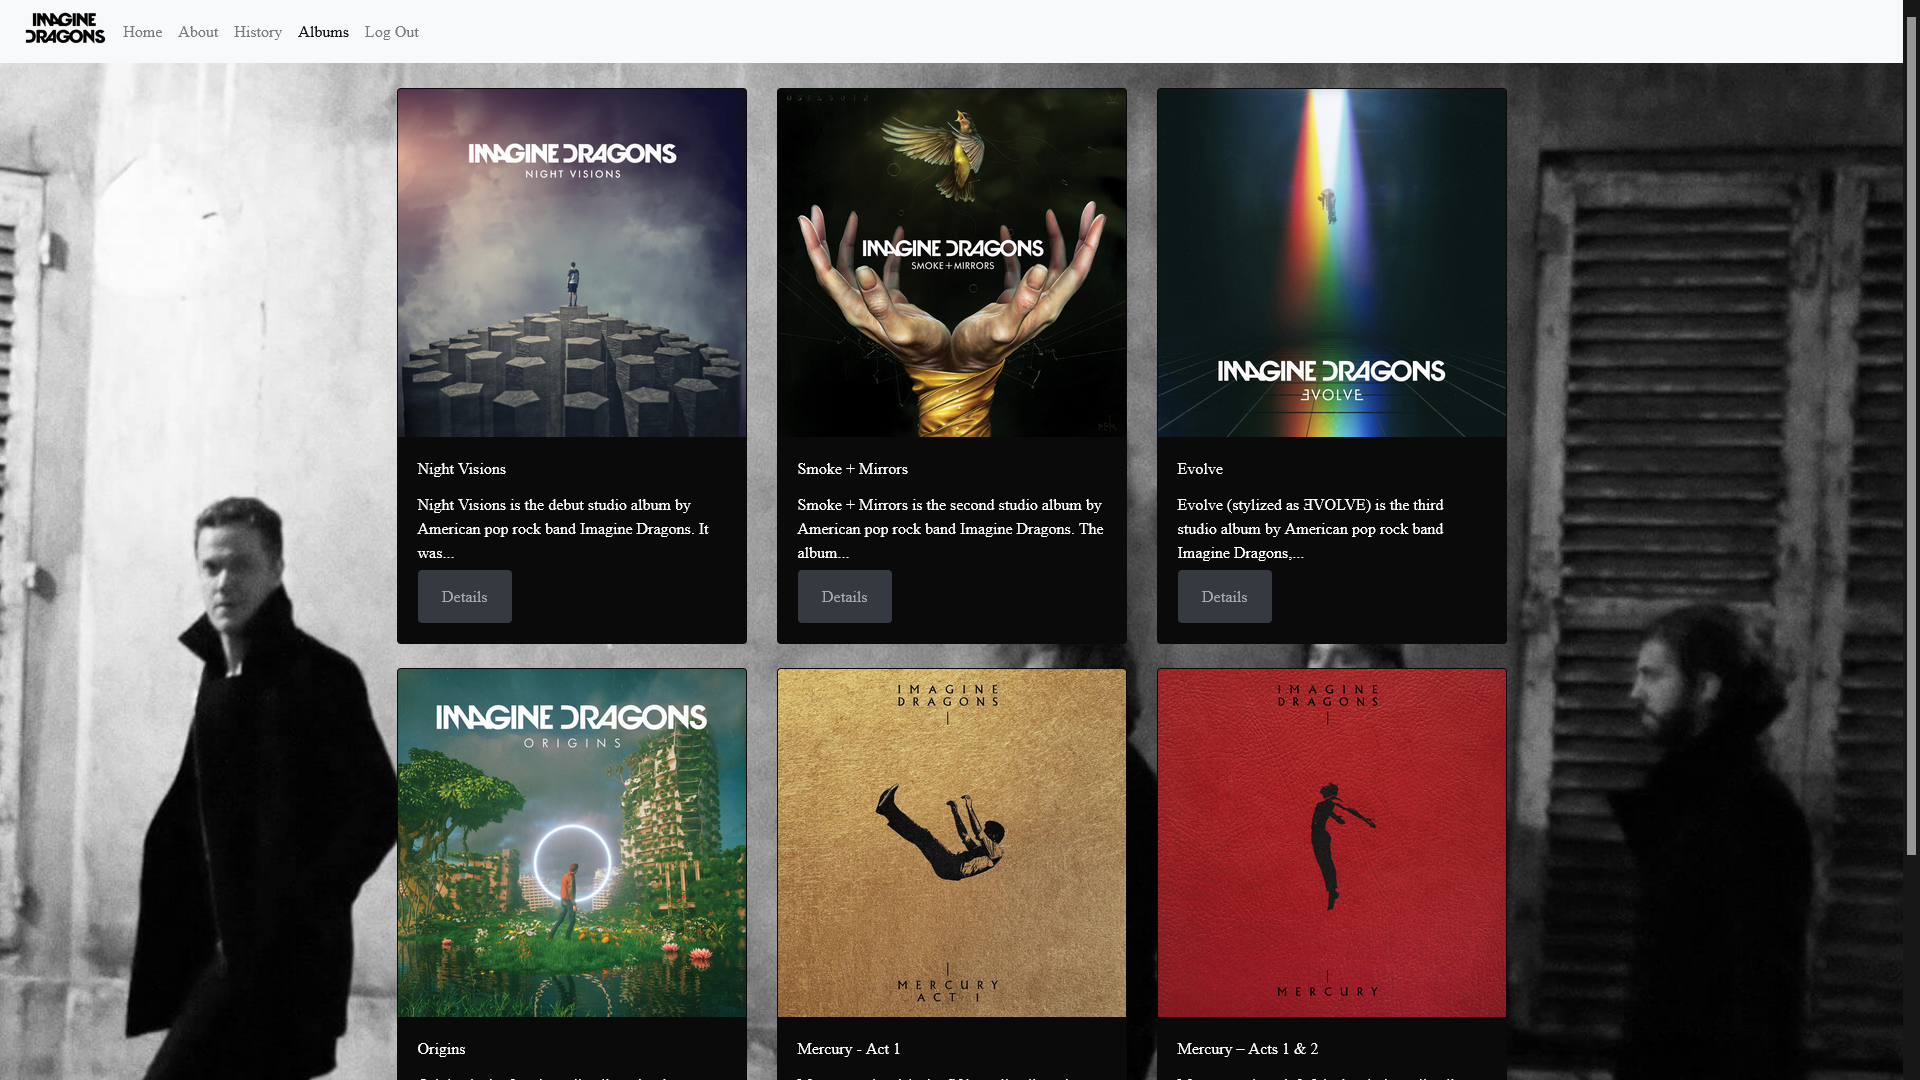 IMAGINE
DRAGONS
Home
About
History
Albums
Log Out
IMAGINE DRAGONS
NIGHT VISIONS
IMAGINE DRAGONS
SMOKE + MIRRORS
IMAGINE DRAGONS
ƎVOLVE
Night Visions
Night Visions is the debut studio album by
American pop rock band Imagine Dragons. It
was...
Details
Smoke + Mirrors
Smoke + Mirrors is the second studio album by
American pop rock band Imagine Dragons. The
album...
Details
Evolve
Evolve (stylized as ƎVOLVE) is the third
studio album by American pop rock band
Imagine Dragons,...
Details
IMAGINE DRAGONS
ORIGINS
IMAGINE
DRAGONS
MERCURY
ACT I
IMAGINE
DRAGONS
MERCURY
Origins
Mercury - Act 1
Mercury – Acts 1 & 2